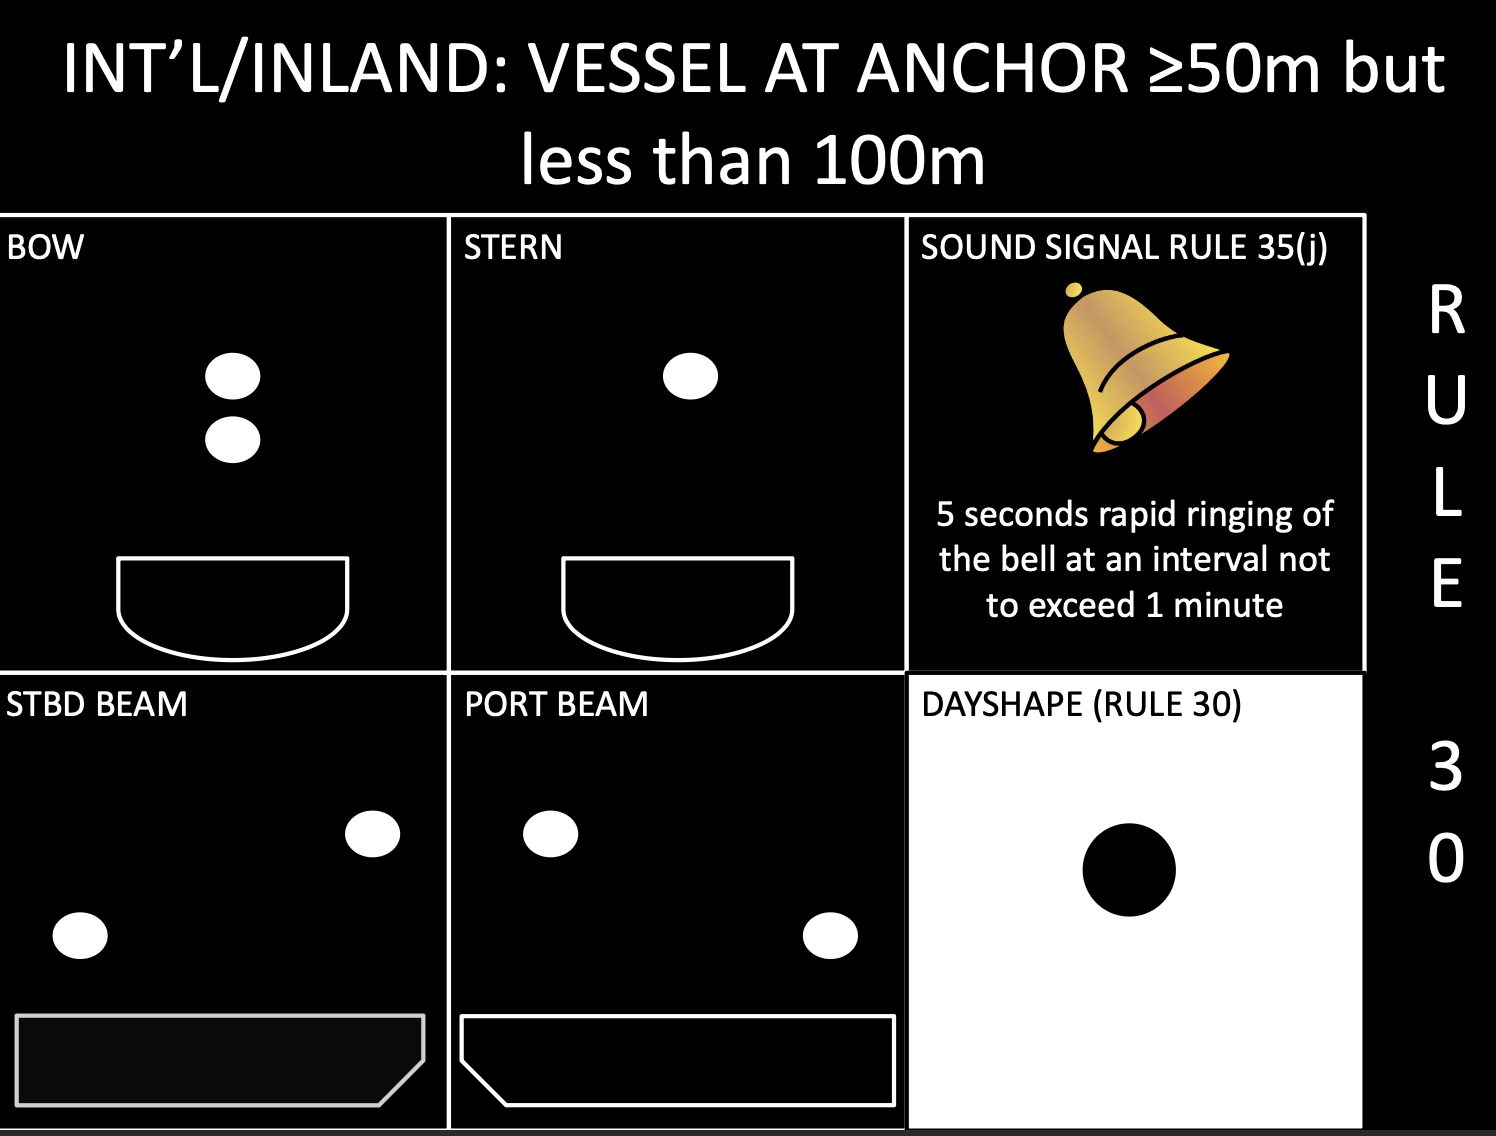 INT’L/INLAND: VESSEL AT ANCHOR ≥50m but
less than 100m
BOW
STERN
SOUND SIGNAL RULE 35(j)
5 seconds rapid ringing of
the bell at an interval not
to exceed 1 minute
STBD BEAM
PORT BEAM
DAYSHAPE (RULE 30)
R
U
L
E
3
0